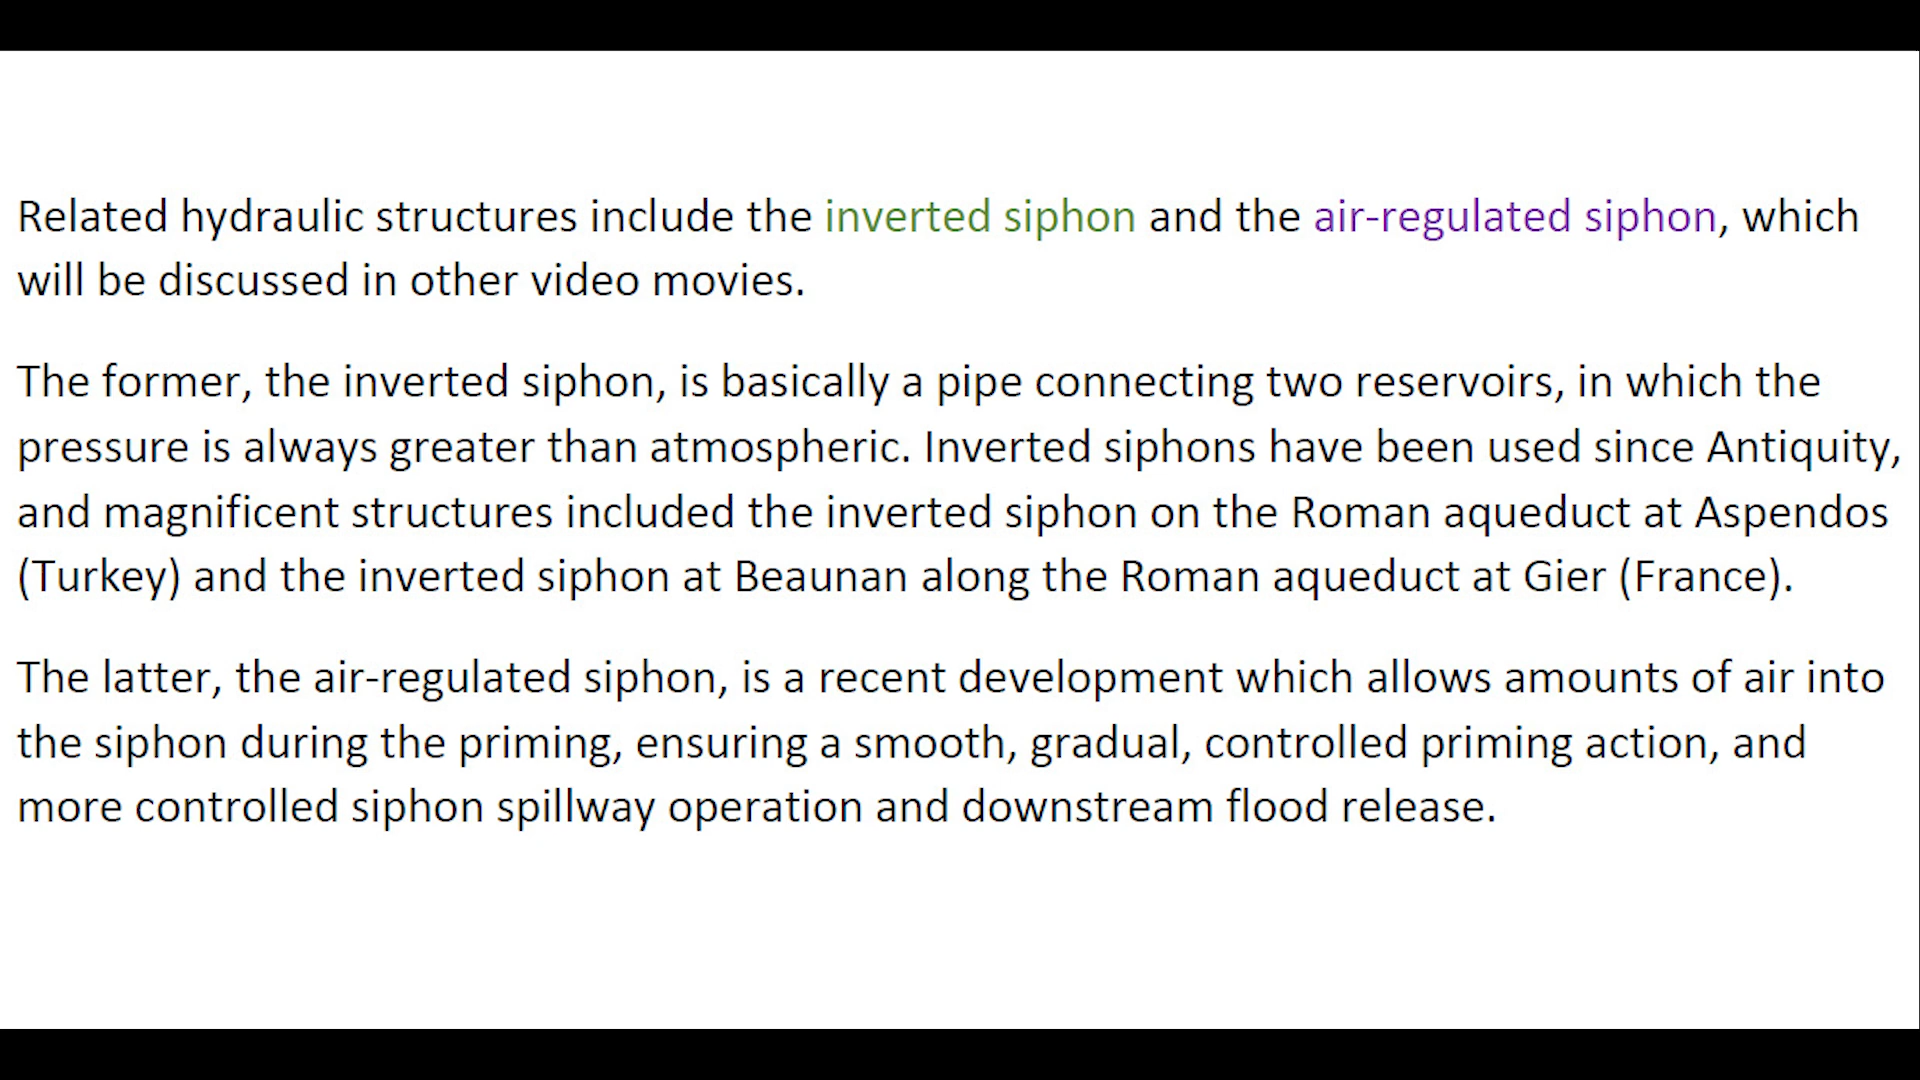 Related hydraulic structures include the inverted siphon and the air-regulated siphon, which
will be discussed in other video movies.
The former, the inverted siphon, is basically a pipe connecting two reservoirs, in which the
pressure is always greater than atmospheric. Inverted siphons have been used since Antiquity,
and magnificent structures included the inverted siphon on the Roman aqueduct at Aspendos
(Turkey) and the inverted siphon at Beaunan along the Roman aqueduct at Gier (France).
The latter, the air-regulated siphon, is a recent development which allows amounts of air into
the siphon during the priming, ensuring a smooth, gradual, controlled priming action, and
more controlled siphon spillway operation and downstream flood release.